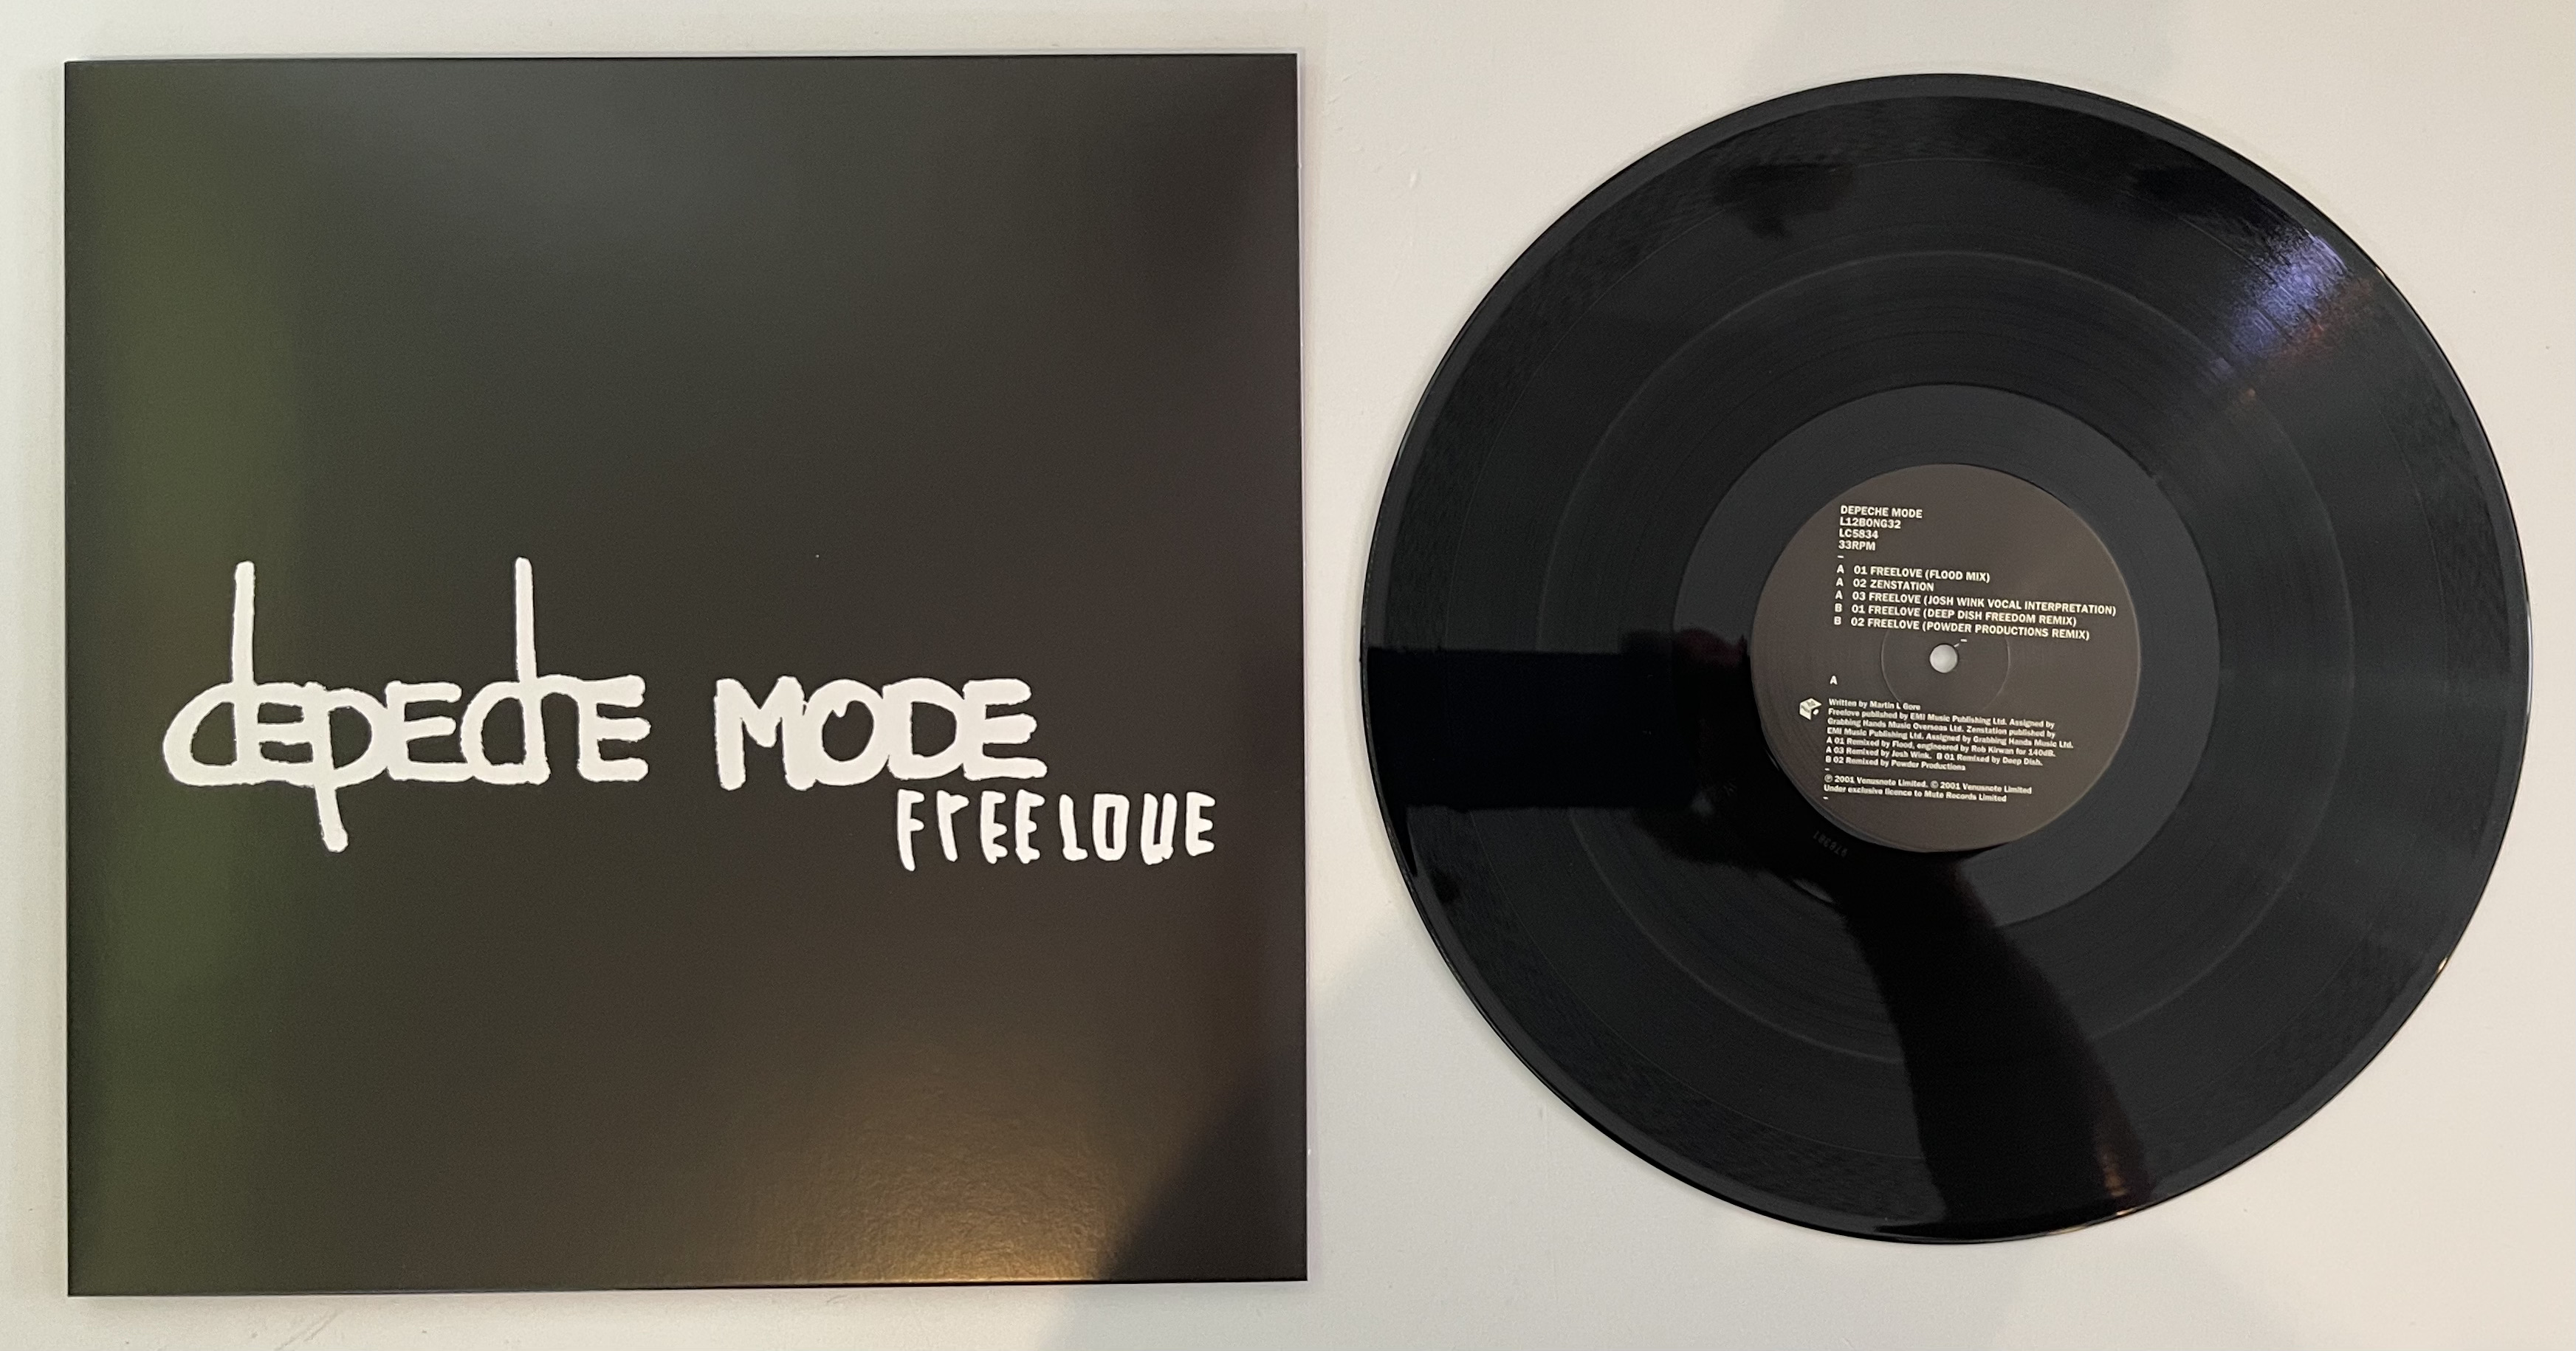 depeche MODE
FREELOVE
DEPECHE MODE
L12BONG32
LC5834
33RPM
–
A 01 FREELOVE (FLOOD MIX)
A 02 ZENSTATION
A 03 FREELOVE (JOSH WINK VOCAL INTERPRETATION)
B 01 FREELOVE (DEEP DISH FREEDOM REMIX)
B 02 FREELOVE (POWDER PRODUCTIONS REMIX)
–
A
Written by Martin L Gore
Freelove published by EMI Music Publishing Ltd. Assigned by
Grabbing Hands Music Overseas Ltd. Zenstation published by
EMI Music Publishing Ltd. Assigned by Grabbing Hands Music Ltd.
A 01 Remixed by Flood, engineered by Rob Kirwan for 140dB.
A 03 Remixed by Josh Wink. B 01 Remixed by Deep Dish.
B 02 Remixed by Powder Productions
–
℗ 2001 Venusnote Limited. © 2001 Venusnote Limited
Under exclusive licence to Mute Records Limited
–